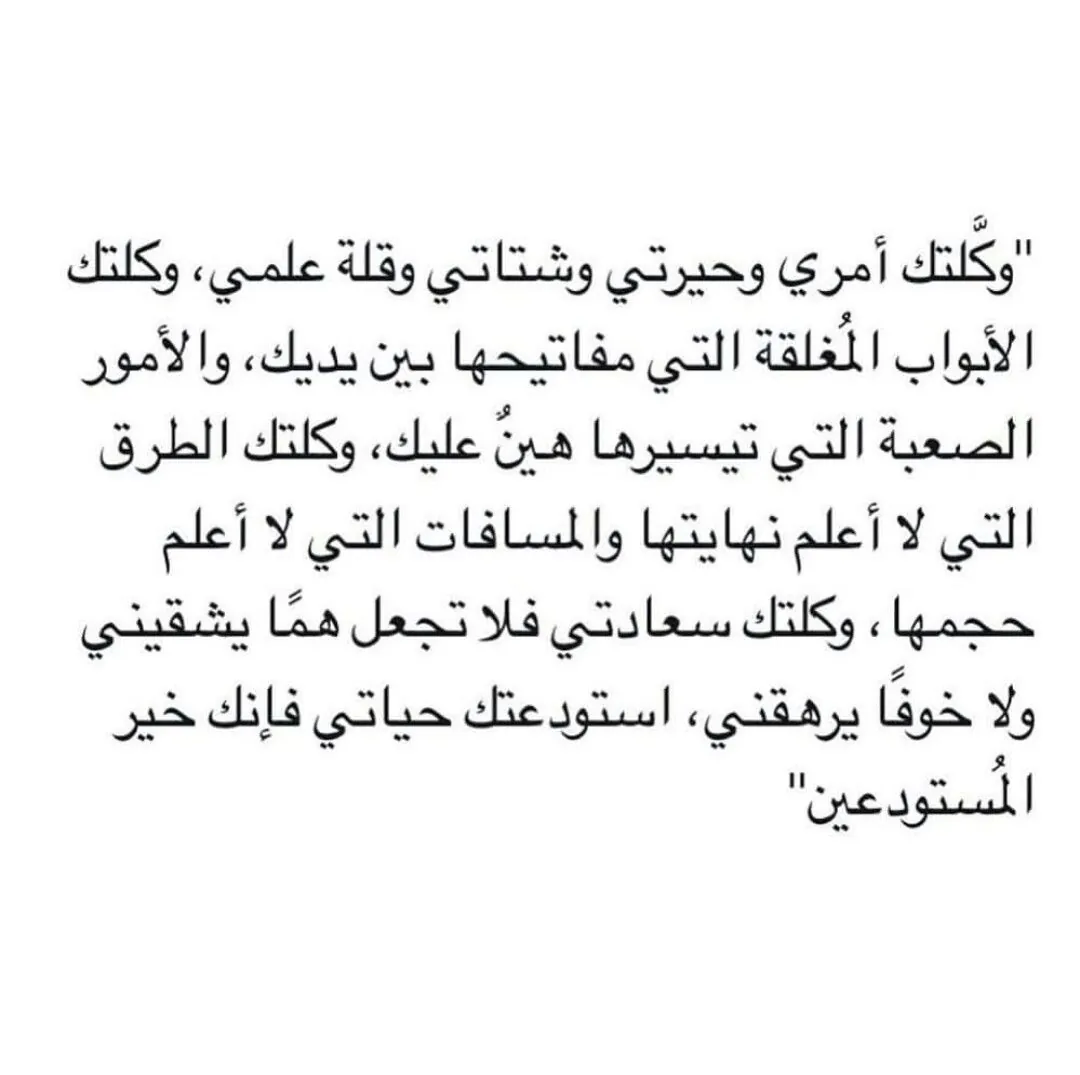 "وكَّلتك أمري وحيرتي وشتاتي وقلة علمي، وكلتك
الأبواب المُغلقة التي مفاتيحها بين يديك، والأمور
الصعبة التي تيسيرها هينٌ عليك، وكلتك الطرق
التي لا أعلم نهايتها والمسافات التي لا أعلم
حجمها، وكلتك سعادتي فلا تجعل همًا يشقيني
ولا خوفًا يرهقني، استودعتك حياتي فإنك خير
المُستودعين"